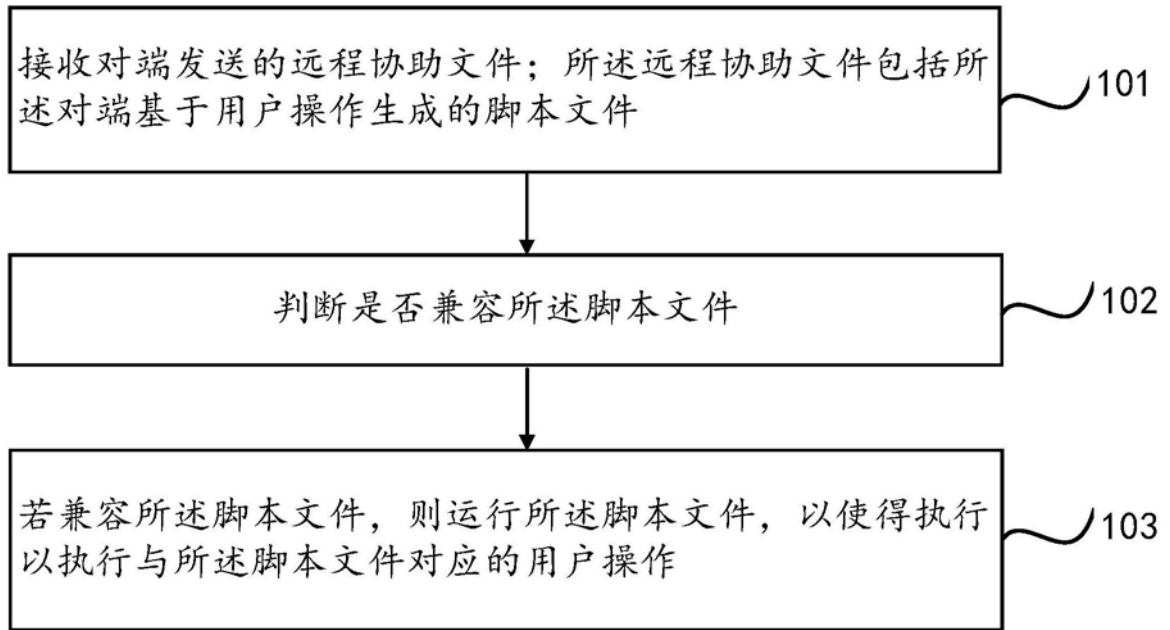 接收对端发送的远程协助文件；所述远程协助文件包括所
述对端基于用户操作生成的脚本文件
101
判断是否兼容所述脚本文件
102
若兼容所述脚本文件，则运行所述脚本文件，以使得执行
以执行与所述脚本文件对应的用户操作
103